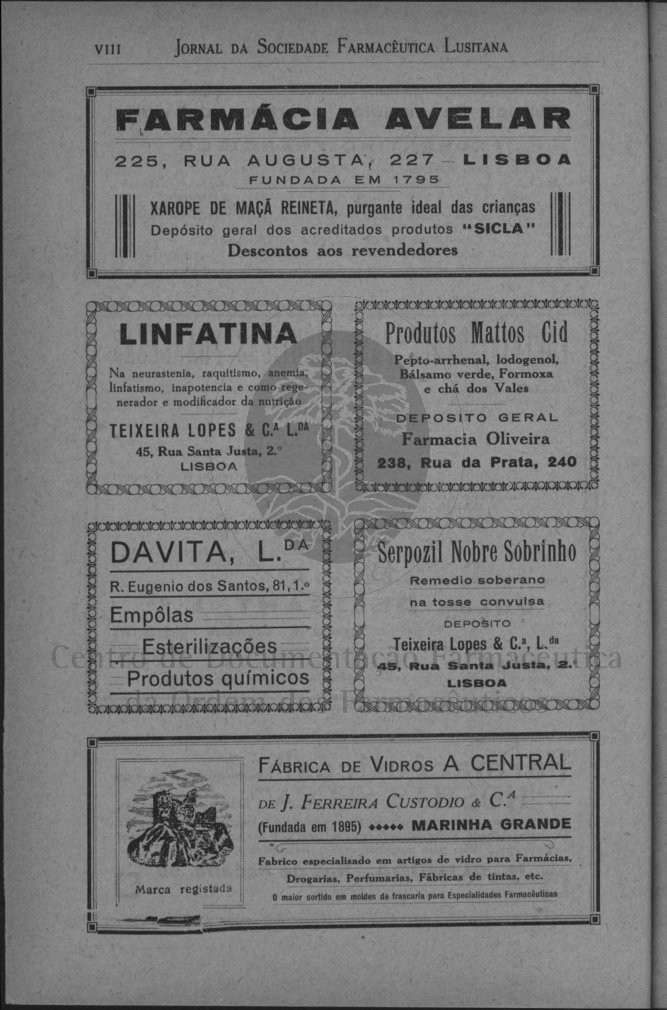 VIII
JORNAL DA SOCIEDADE FARMACÊUTICA LUSITANA
FARMÁCIA AVELAR
225, RUA AUGUSTA, 227 — LISBOA
FUNDADA EM 1795
XAROPE DE MAÇÃ REINETA, purgante ideal das crianças
Depósito geral dos acreditados produtos "SICLA"
Descontos aos revendedores
LINFATINA
Na neurastenia, raquitismo, anemia,
linfatismo, inapotencia e como rege-
nerador e modificador da nutrição
TEIXEIRA LOPES & C.ᴬ L.ᴰᴬ
45, Rua Santa Justa, 2.º
LISBOA
Produtos Mattos Cid
Pepto-arrhenal, Iodogenol,
Bálsamo verde, Formoxa
e chá dos Vales
DEPOSITO GERAL
Farmacia Oliveira
238, Rua da Prata, 240
DAVITA, L.ᴰᴬ
R. Eugenio dos Santos, 81, 1.º
Empôlas
Esterilizações
Produtos químicos
Serpozil Nobre Sobrinho
Remedio soberano
na tosse convulsa
DEPOSITO
Teixeira Lopes & C.ª, L.da
45, Rua Santa Justa, 2.º
LISBOA
Centro de Documentação Farmacêutica
da Ordem dos Farmacêuticos
FÁBRICA DE VIDROS A CENTRAL
DE J. FERREIRA CUSTODIO & C.ᴬ
(Fundada em 1895) MARINHA GRANDE
Fabrico especialisado em artigos de vidro para Farmácias,
Drogarias, Perfumarias, Fábricas de tintas, etc.
O maior sortido em moldes de frascaria para Especialidades Farmacêuticas
Marca registada